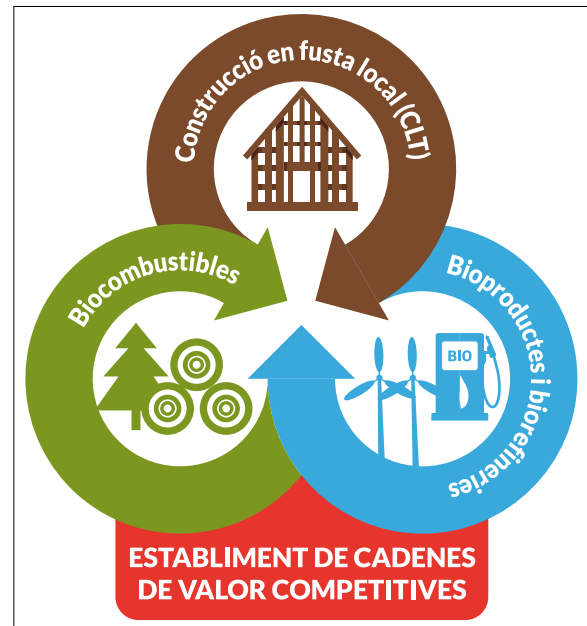 Construcció en fusta local (CLT)
Biocombustibles
Bioproductes i biorefineries
BIO
ESTABLIMENT DE CADENES
DE VALOR COMPETITIVES